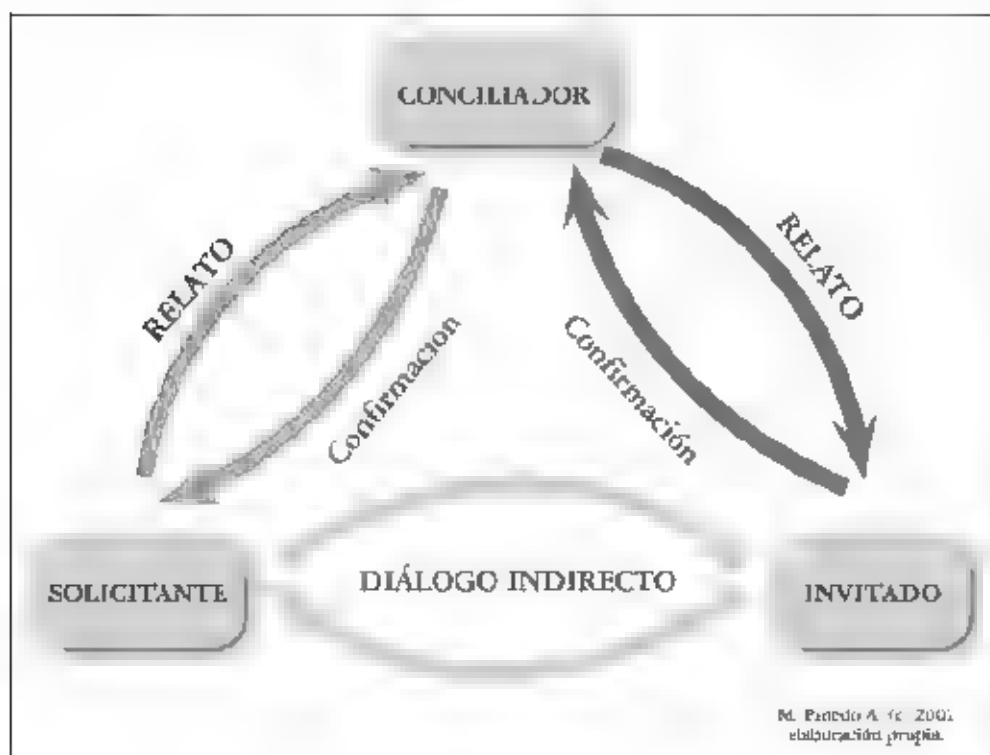 CONCILIADOR
RELATO
Confirmacion
Confirmación
RELATO
SOLICITANTE
DIÁLOGO INDIRECTO
INVITADO
M. A.
elaboración propia.